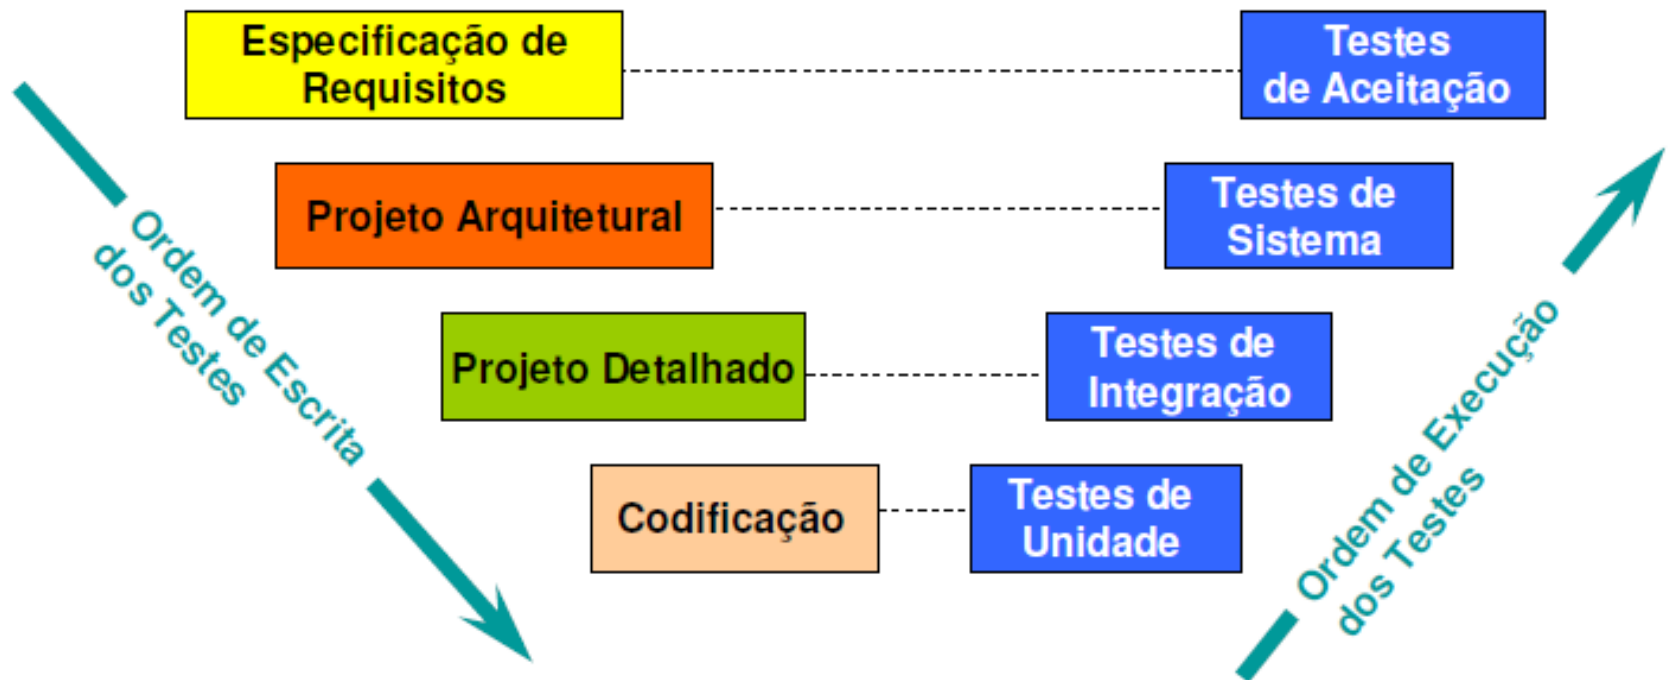 Especificação de
Requisitos
Testes
de Aceitação
Projeto Arquitetural
Testes de
Sistema
Ordem de Escrita
dos Testes
Projeto Detalhado
Testes de
Integração
Ordem de Execução
dos Testes
Codificação
Testes de
Unidade